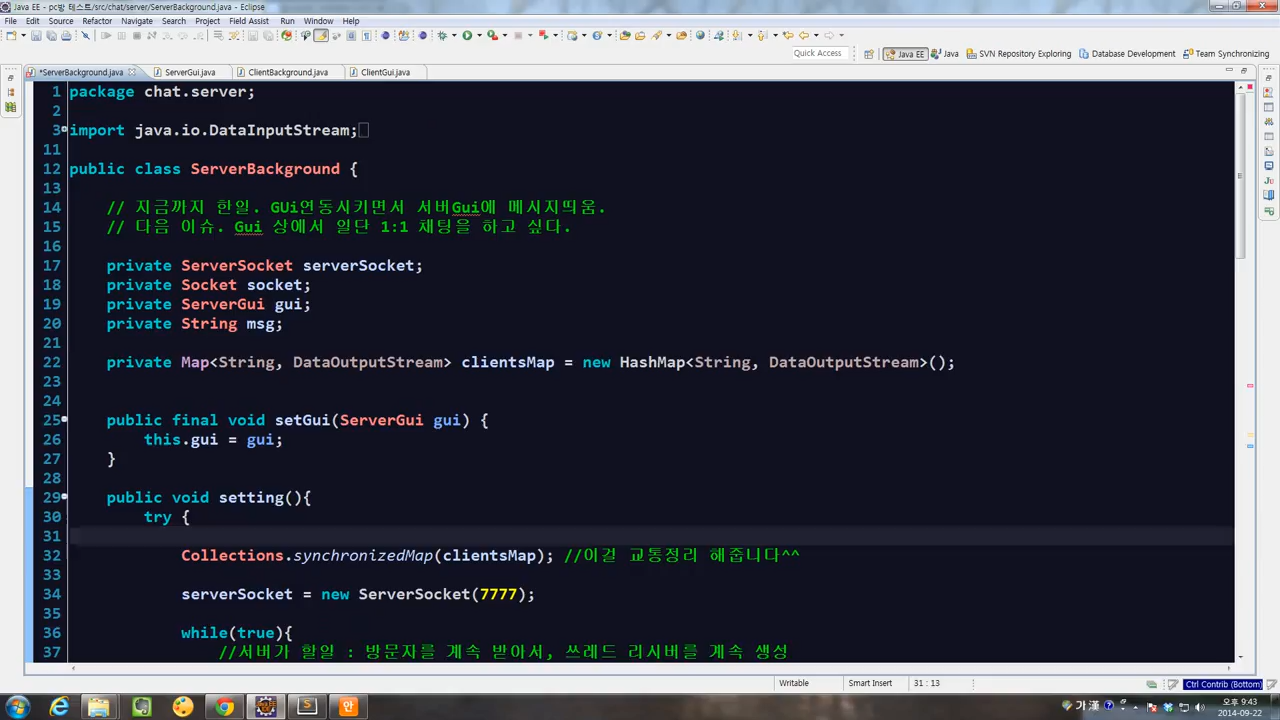 Java EE - pc방 테밋/src/chat/server/ServerBackground.java - Eclipse
File Edit Source Refactor Navigate Search Project Field Assist Run Window Help
Quick Access
Java EE Java SVN Repository Exploring Database Development Team Synchronizing
*ServerBackground.java ServerGui.java ClientBackground.java ClientGui.java
1 package chat.server;
2
3 import java.io.DataInputStream;
11
12 public class ServerBackground {
13
14 // 지금까지 한일. GUi연동시키면서 서버Gui에 메시지띄움.
15 // 다음 이슈. Gui 상에서 일단 1:1 채팅을 하고 싶다.
16
17 private ServerSocket serverSocket;
18 private Socket socket;
19 private ServerGui gui;
20 private String msg;
21
22 private Map<String, DataOutputStream> clientsMap = new HashMap<String, DataOutputStream>();
23
24
25 public final void setGui(ServerGui gui) {
26 this.gui = gui;
27 }
28
29 public void setting(){
30 try {
31
32 Collections.synchronizedMap(clientsMap); //이걸 교통정리 해줍니다^^
33
34 serverSocket = new ServerSocket(7777);
35
36 while(true){
37 //서버가 할일 : 방문자를 계속 받아서, 쓰레드 리시버를 계속 생성
Writable Smart Insert 31 : 13 Ctrl Contrib (Bottom)
가 漢
오후 9:43
2014-09-22